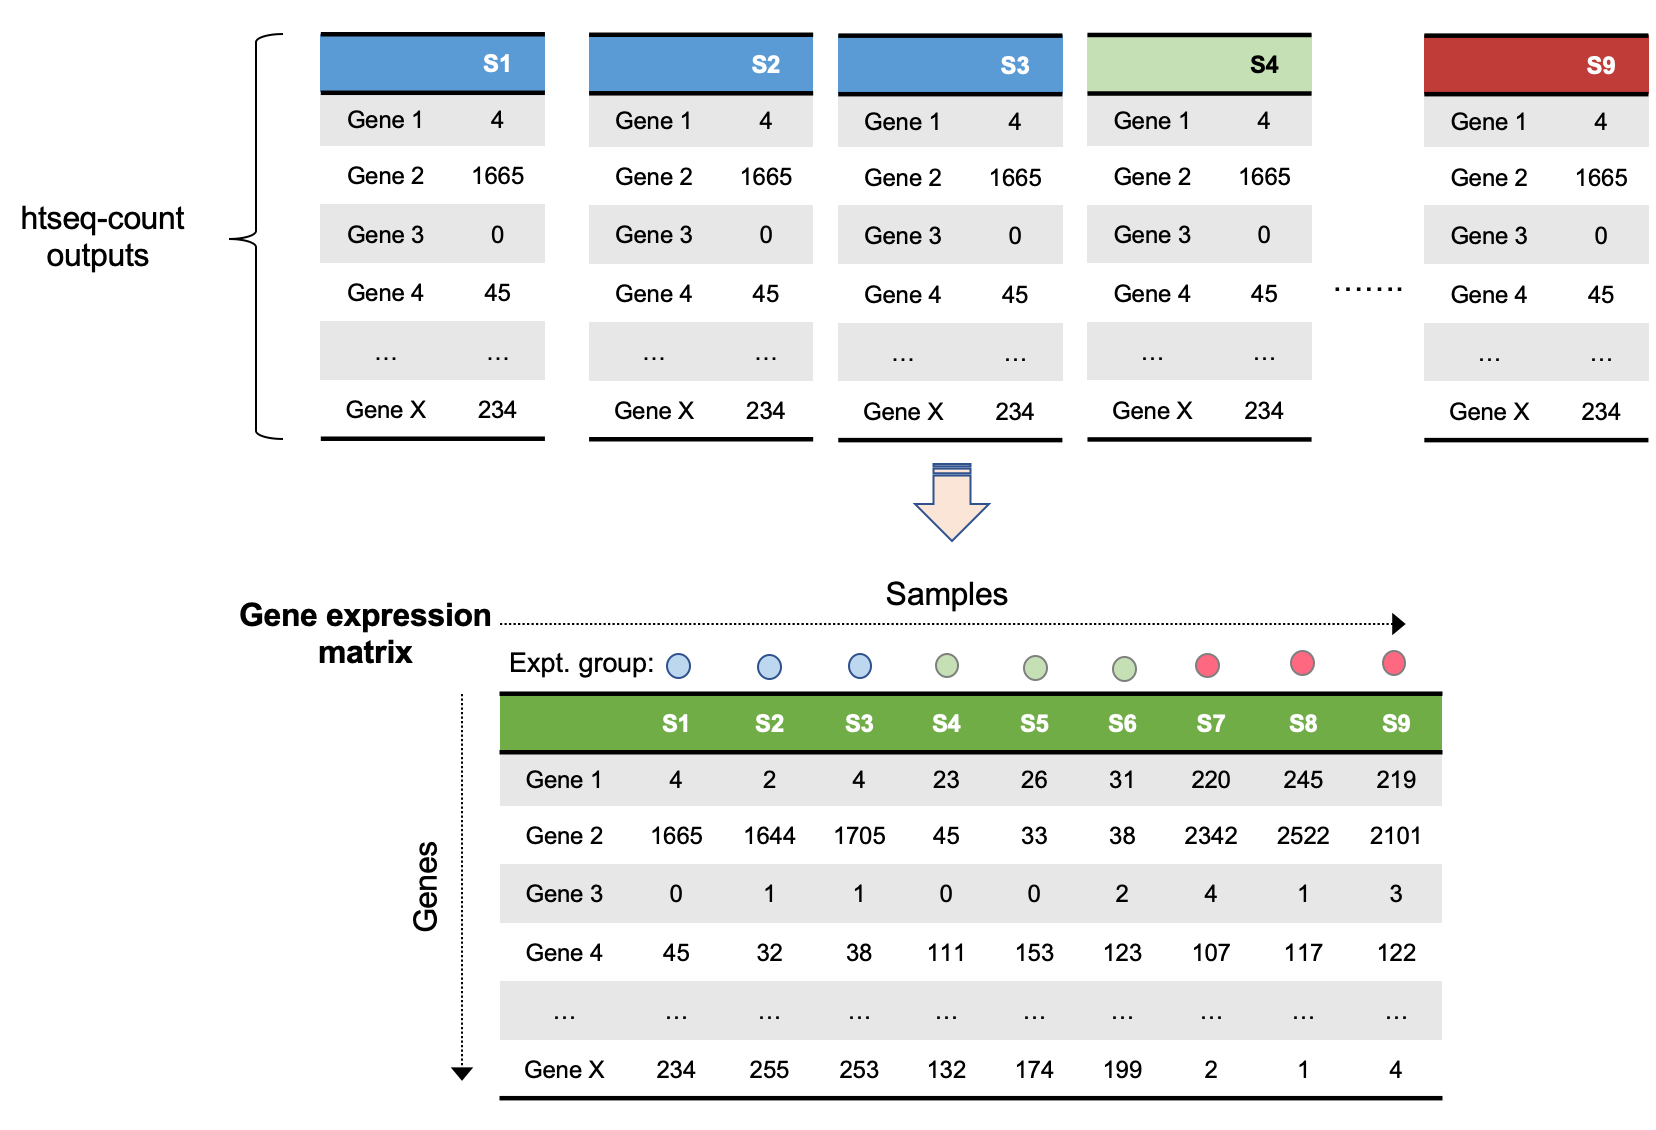 S1 S2 S3 S4 S9
Gene 1 4 Gene 1 4 Gene 1 4 Gene 1 4 Gene 1 4
Gene 2 1665 Gene 2 1665 Gene 2 1665 Gene 2 1665 Gene 2 1665
htseq-count
outputs
Gene 3 0 Gene 3 0 Gene 3 0 Gene 3 0 Gene 3 0
Gene 4 45 Gene 4 45 Gene 4 45 Gene 4 45 ....... Gene 4 45
... ... ... ... ... ... ... ... ... ...
Gene X 234 Gene X 234 Gene X 234 Gene X 234 Gene X 234
Samples
Gene expression
matrix
Expt. group:
S1 S2 S3 S4 S5 S6 S7 S8 S9
Gene 1 4 2 4 23 26 31 220 245 219
Gene 2 1665 1644 1705 45 33 38 2342 2522 2101
Genes
Gene 3 0 1 1 0 0 2 4 1 3
Gene 4 45 32 38 111 153 123 107 117 122
... ... ... ... ... ... ... ... ... ...
Gene X 234 255 253 132 174 199 2 1 4